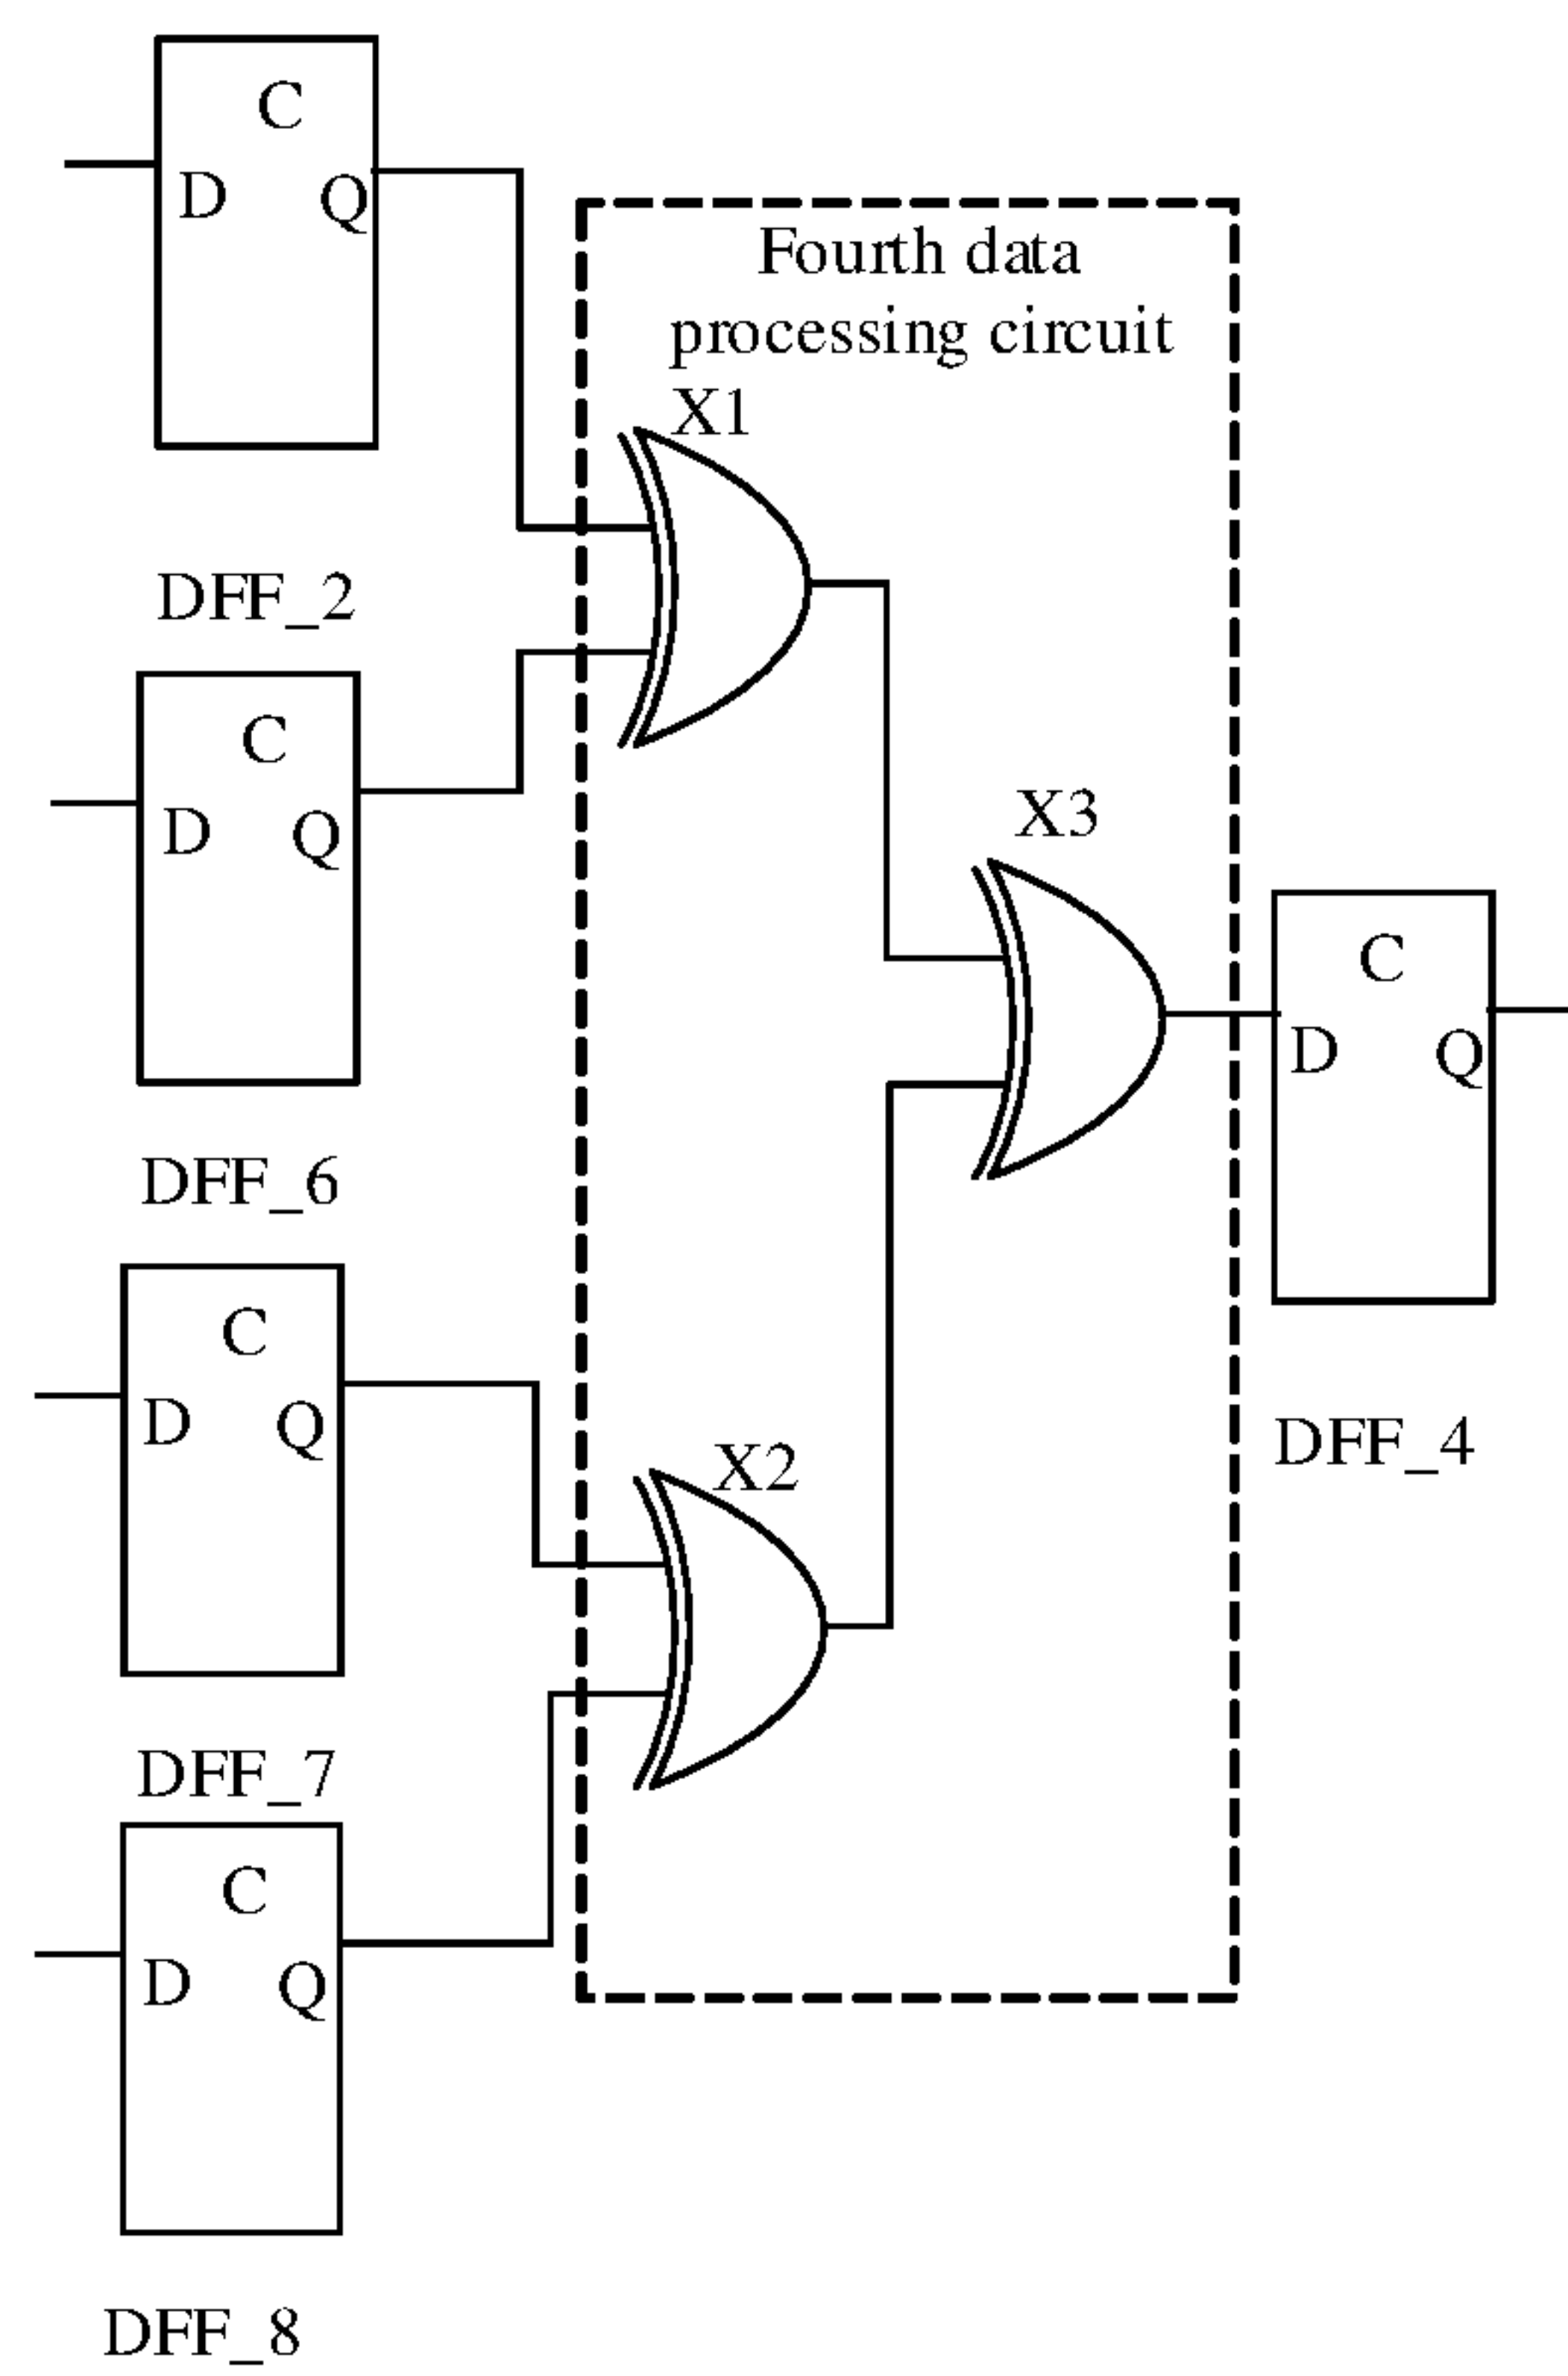 C
D Q
Fourth data
processing circuit
X1
DFF_2
C
D Q
X3
C
D Q
DFF_6
C
D Q
DFF_4
X2
DFF_7
C
D Q
DFF_8